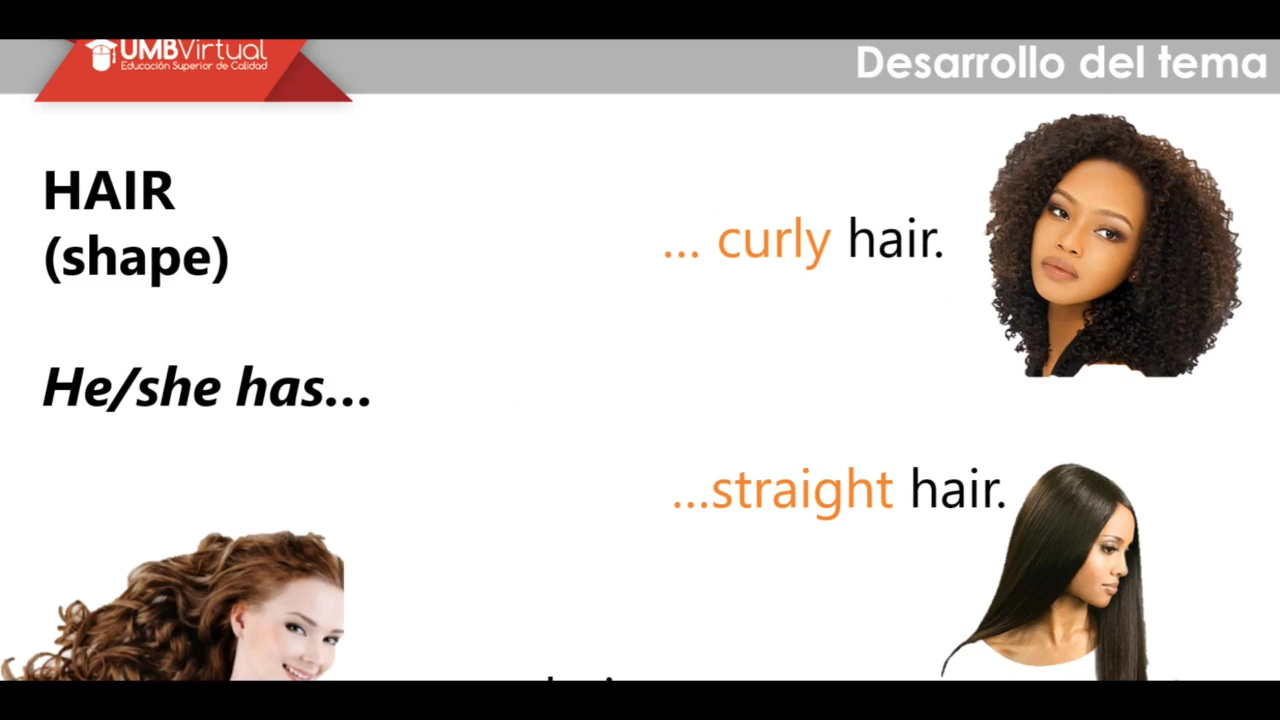 UMBVirtual
Educación Superior de Calidad
Desarrollo del tema
HAIR
(shape)
... curly hair.
He/she has...
...straight hair.